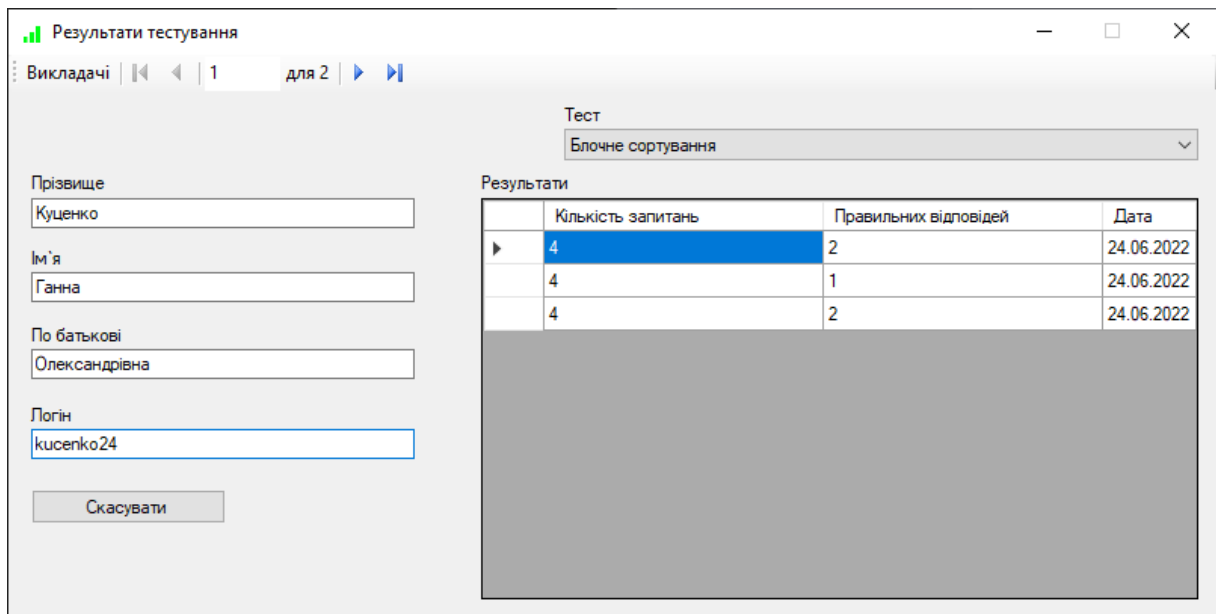 Результати тестування
Викладачі 1 для 2
Тест
Блочне сортування
Прізвище
Куценко
Ім`я
Ганна
По батькові
Олександрівна
Логін
kucenko24
Скасувати
Результати
Кількість запитань Правильних відповідей Дата
4 2 24.06.2022
4 1 24.06.2022
4 2 24.06.2022